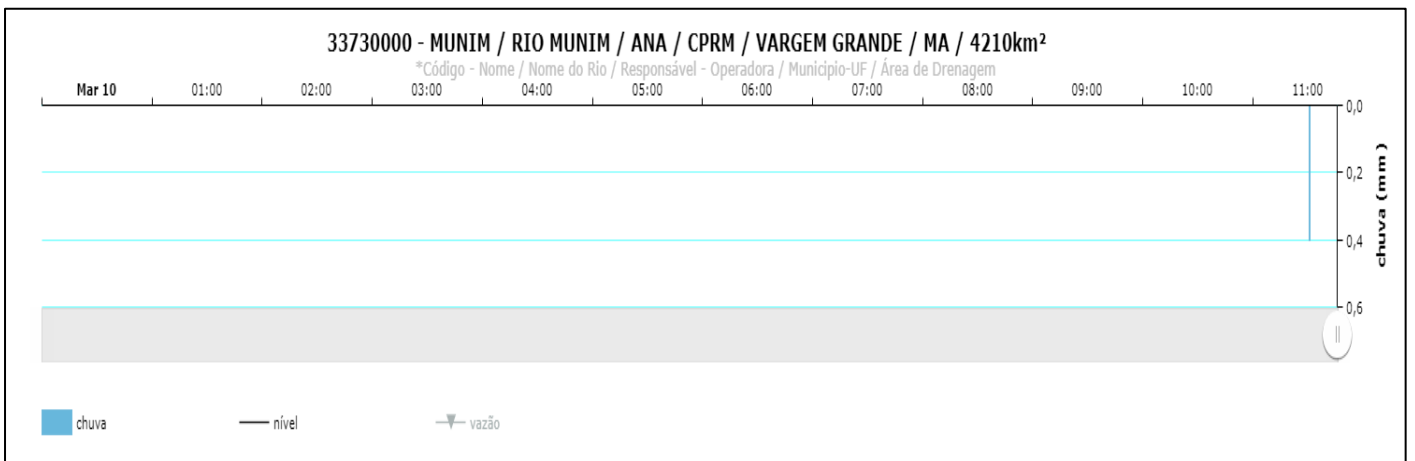 33730000 - MUNIM / RIO MUNIM / ANA / CPRM / VARGEM GRANDE / MA / 4210km²
*Código - Nome / Nome do Rio / Responsável - Operadora / Municipio-UF / Área de Drenagem
Mar 10 01:00 02:00 03:00 04:00 05:00 06:00 07:00 08:00 09:00 10:00 11:00
0,0
0,2
0,4
0,6
chuva (mm)
chuva nível vazão